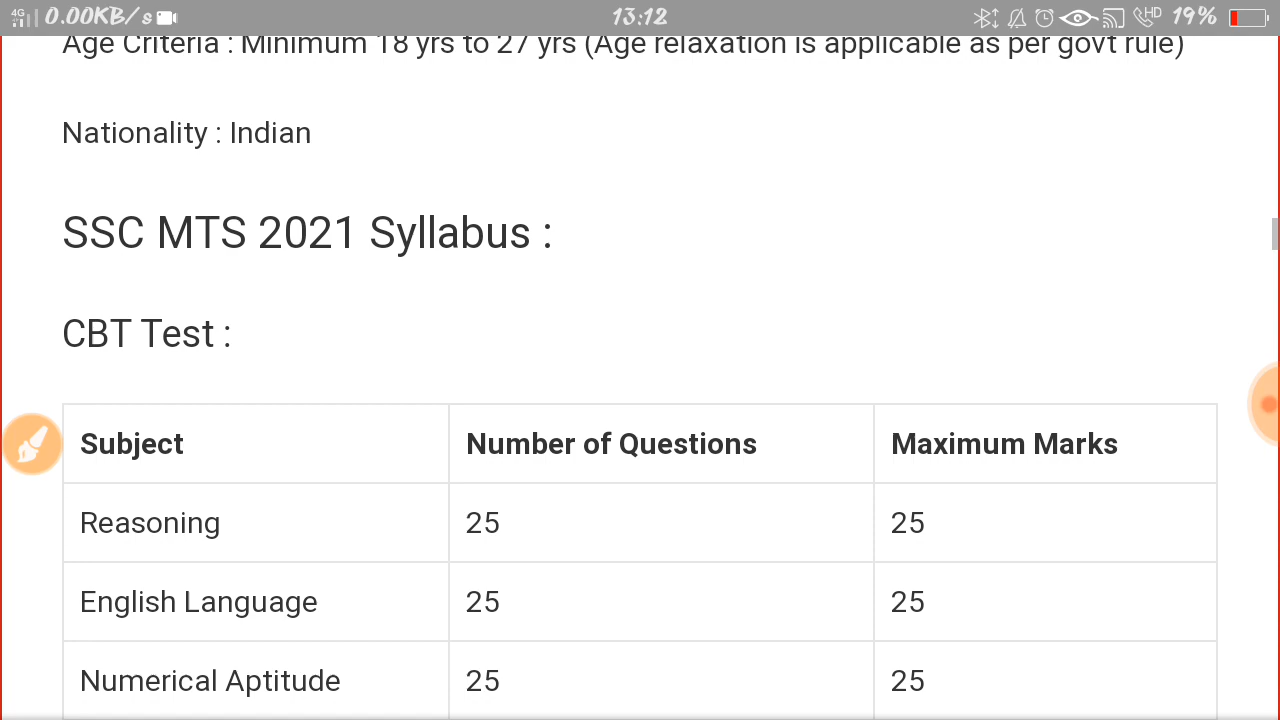 4G 0.00KB/s 13:12 HD 19%
Age Criteria : Minimum 18 yrs to 27 yrs (Age relaxation is applicable as per govt rule)
Nationality : Indian
SSC MTS 2021 Syllabus :
CBT Test :
Subject Number of Questions Maximum Marks
Reasoning 25 25
English Language 25 25
Numerical Aptitude 25 25